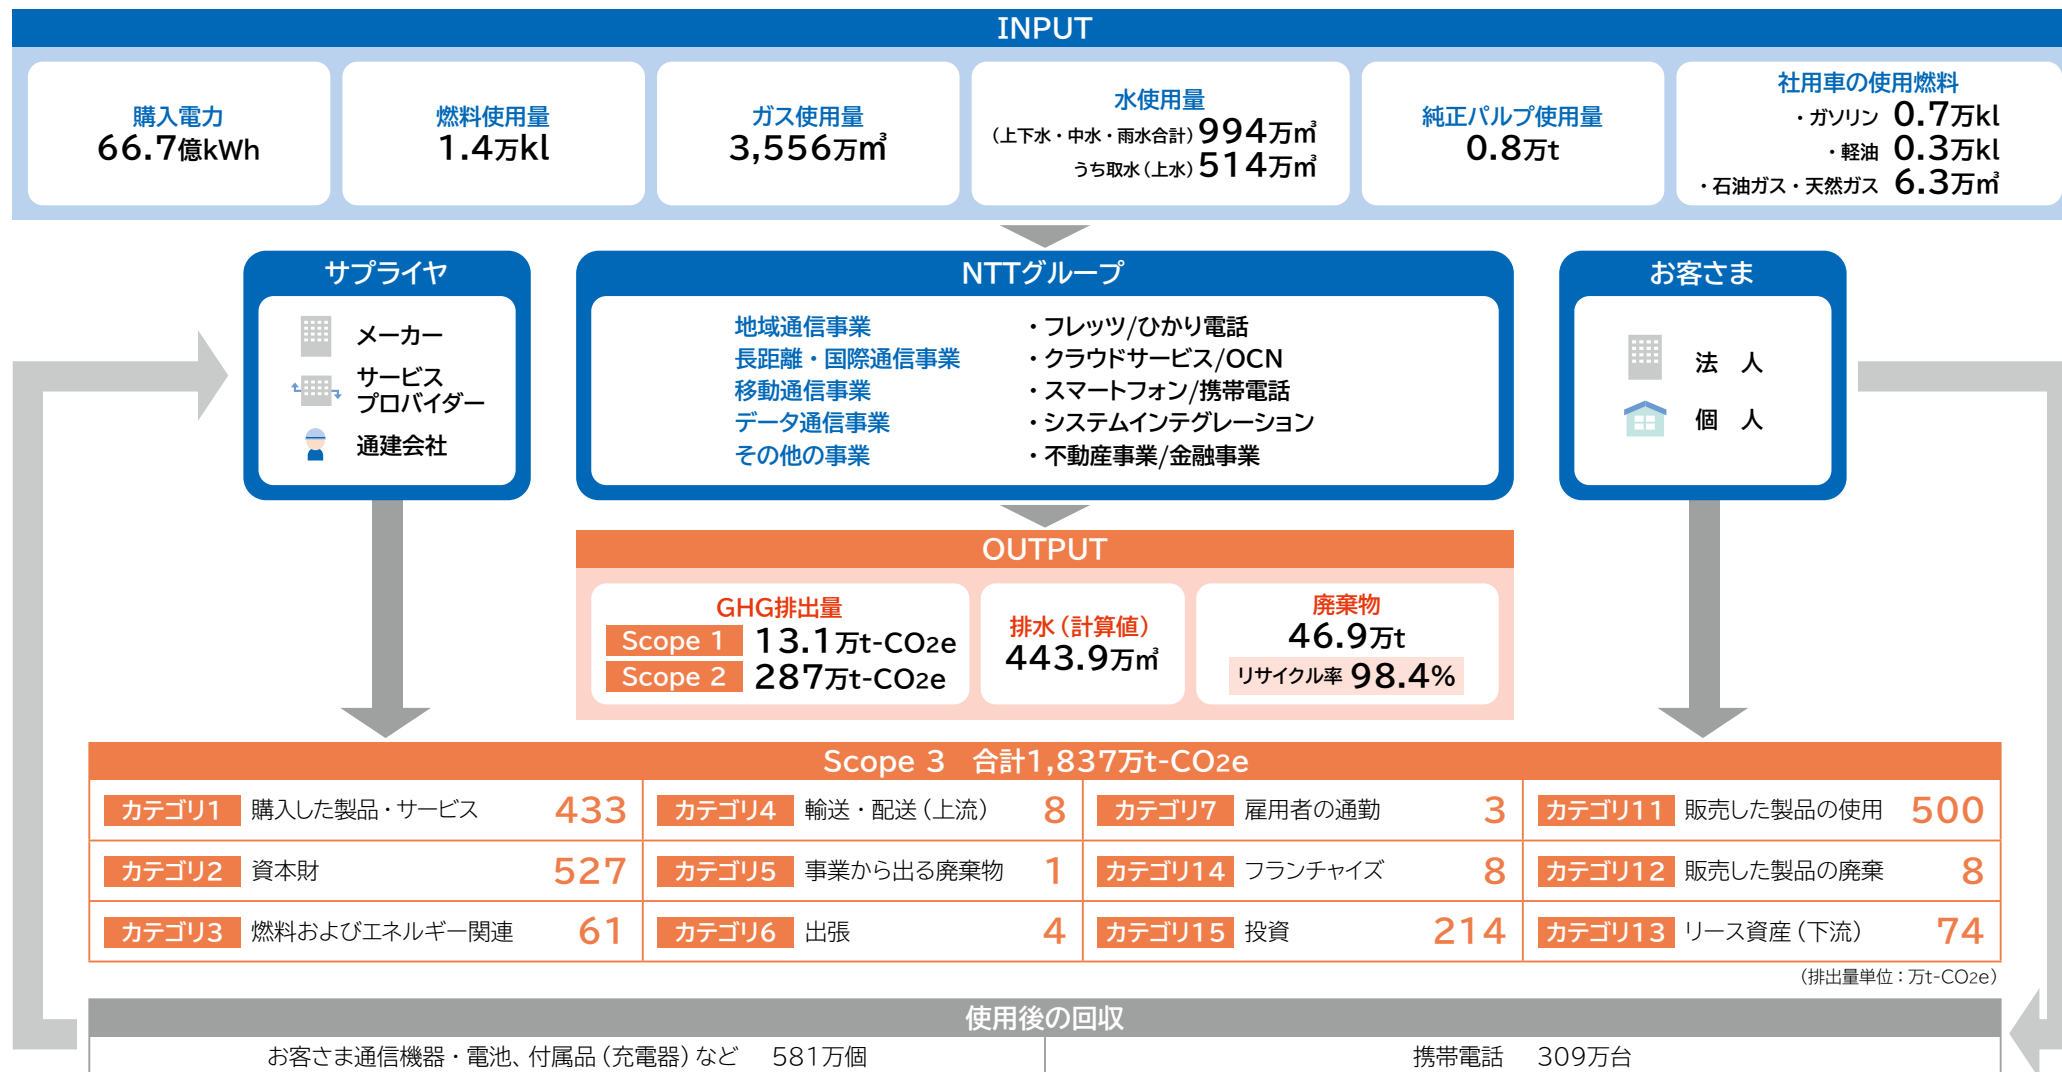 INPUT
購入電力
66.7億kWh
燃料使用量
1.4万kl
ガス使用量
3,556万㎥
水使用量
(上下水・中水・雨水合計) 994万㎥
うち取水(上水) 514万㎥
純正パルプ使用量
0.8万t
社用車の使用燃料
・ガソリン 0.7万kl
・軽油 0.3万kl
・石油ガス・天然ガス 6.3万㎥
サプライヤ
メーカー
サービス
プロバイダー
通建会社
NTTグループ
地域通信事業 ・フレッツ/ひかり電話
長距離・国際通信事業 ・クラウドサービス/OCN
移動通信事業 ・スマートフォン/携帯電話
データ通信事業 ・システムインテグレーション
その他の事業 ・不動産事業/金融事業
お客さま
法 人
個 人
OUTPUT
GHG排出量
Scope 1 13.1万t-CO2e
Scope 2 287万t-CO2e
排水(計算値)
443.9万㎥
廃棄物
46.9万t
リサイクル率 98.4%
Scope 3 合計1,837万t-CO2e
カテゴリ1 購入した製品・サービス 433 カテゴリ4 輸送・配送(上流) 8 カテゴリ7 雇用者の通勤 3 カテゴリ11 販売した製品の使用 500
カテゴリ2 資本財 527 カテゴリ5 事業から出る廃棄物 1 カテゴリ14 フランチャイズ 8 カテゴリ12 販売した製品の廃棄 8
カテゴリ3 燃料およびエネルギー関連 61 カテゴリ6 出張 4 カテゴリ15 投資 214 カテゴリ13 リース資産(下流) 74
(排出量単位:万t-CO2e)
使用後の回収
お客さま通信機器・電池、付属品(充電器)など 581万個 携帯電話 309万台